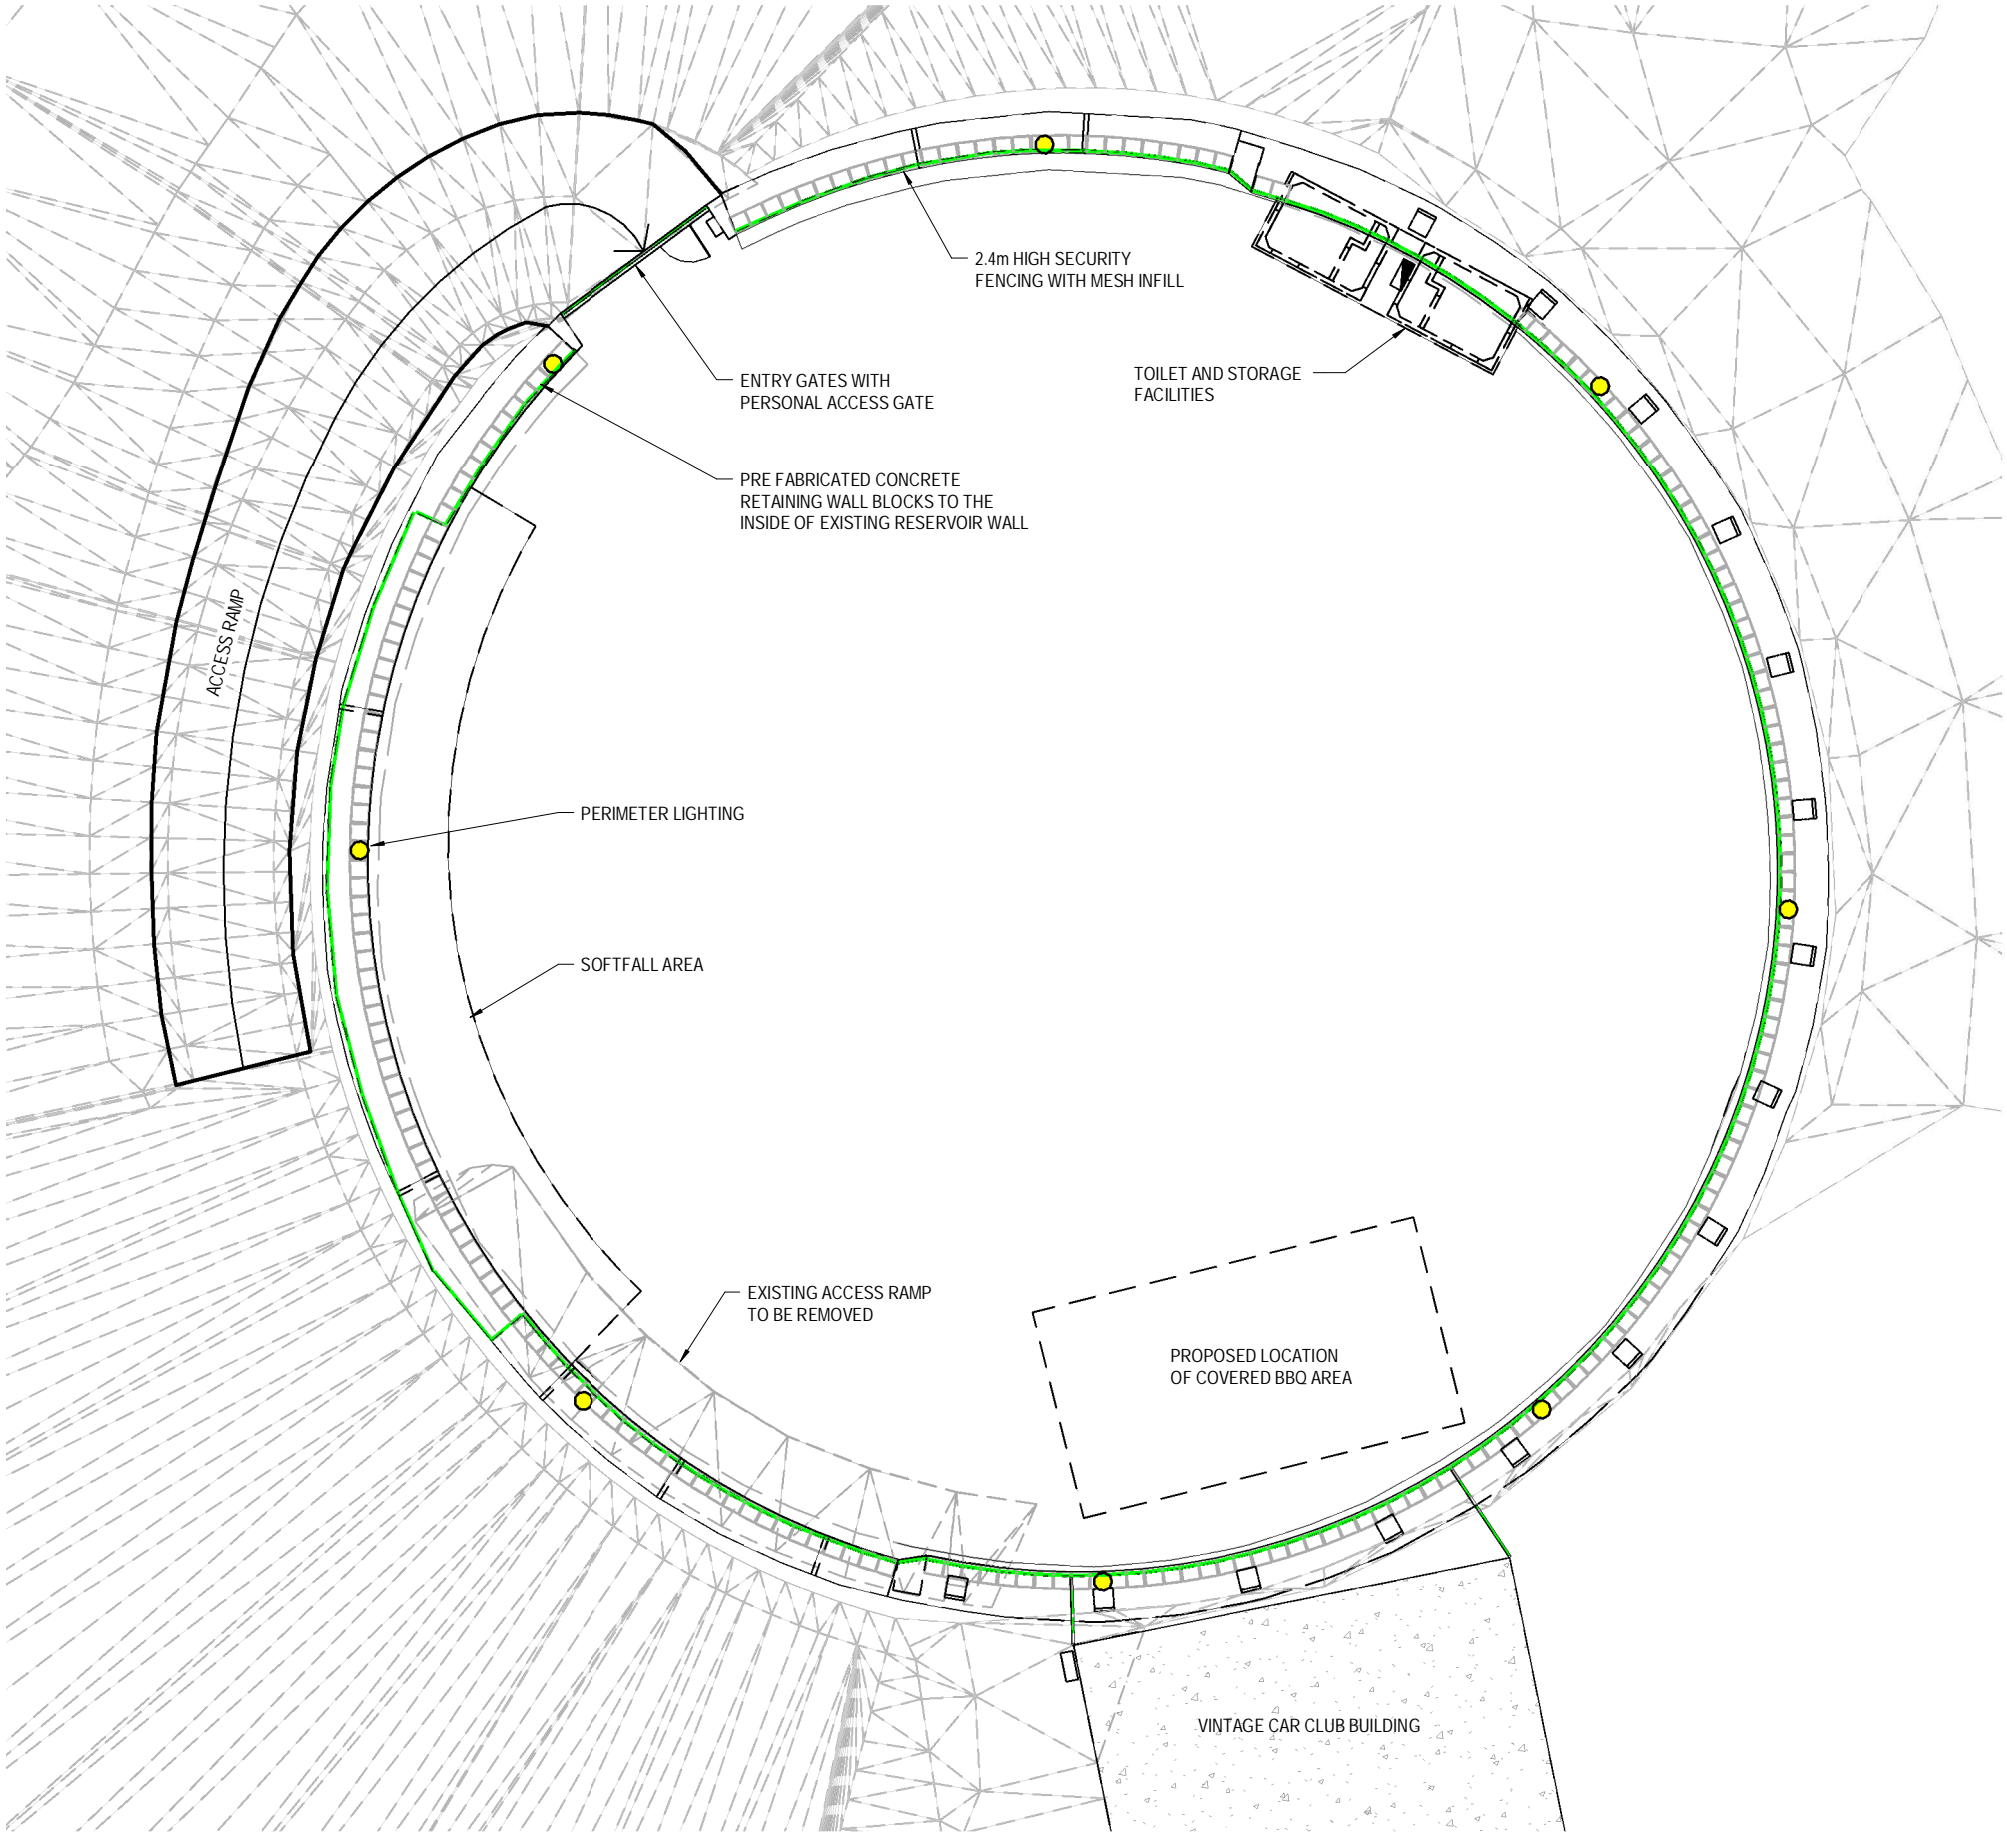 2.4m HIGH SECURITY
FENCING WITH MESH INFILL
ENTRY GATES WITH
PERSONAL ACCESS GATE
TOILET AND STORAGE
FACILITIES
PRE FABRICATED CONCRETE
RETAINING WALL BLOCKS TO THE
INSIDE OF EXISTING RESERVOIR WALL
ACCESS RAMP
PERIMETER LIGHTING
SOFTFALL AREA
EXISTING ACCESS RAMP
TO BE REMOVED
PROPOSED LOCATION
OF COVERED BBQ AREA
VINTAGE CAR CLUB BUILDING